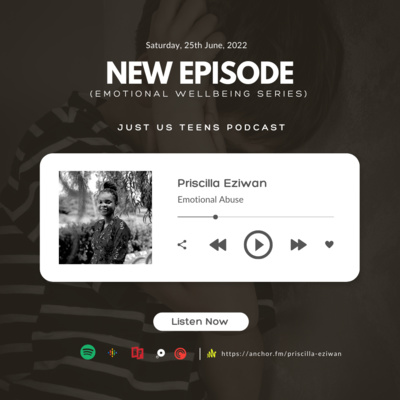 Saturday, 25th June, 2022
NEW EPISODE
(EMOTIONAL WELLBEING SERIES)
JUST US TEENS PODCAST
Priscilla Eziwan
Emotional Abuse
Listen Now
https://anchor.fm/priscilla-eziwan